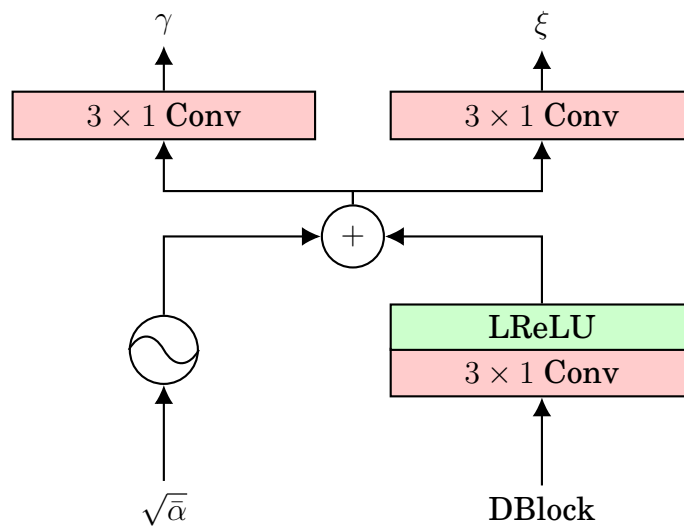 γ ξ
3 × 1 Conv 3 × 1 Conv
+
LReLU
3 × 1 Conv
√ᾱ DBlock